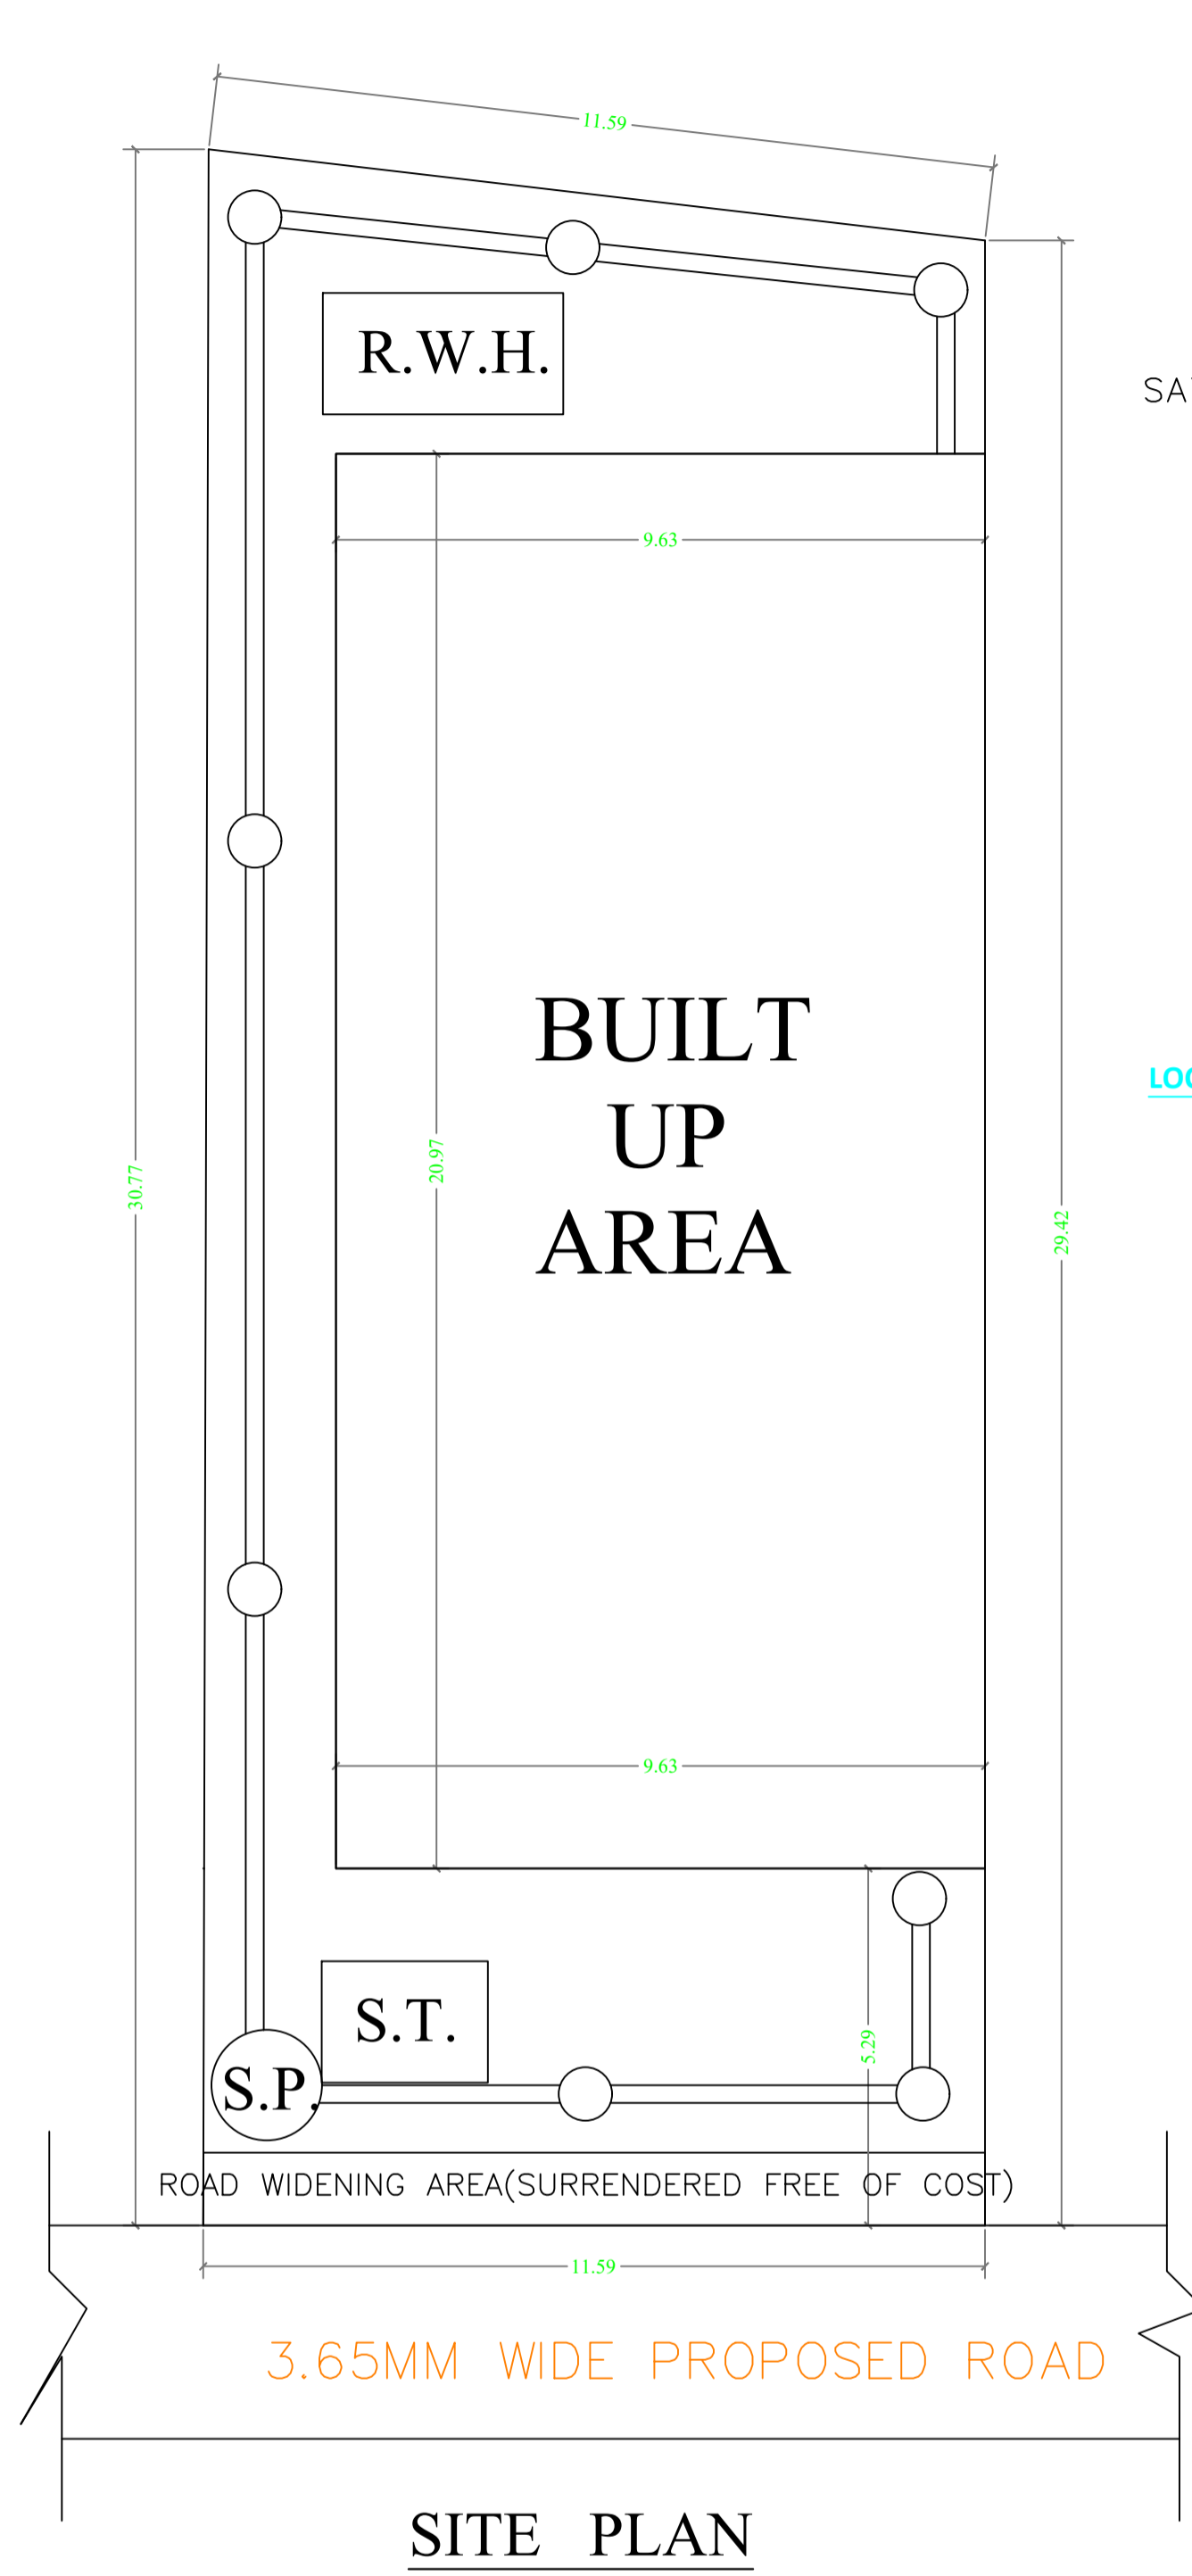 11.59
R.W.H.
SA
9.63
BUILT
UP
AREA
LOC
30.77
20.97
29.42
9.63
S.T.
5.29
S.P.
ROAD WIDENING AREA(SURRENDERED FREE OF COST)
11.59
3.65MM WIDE PROPOSED ROAD
SITE PLAN